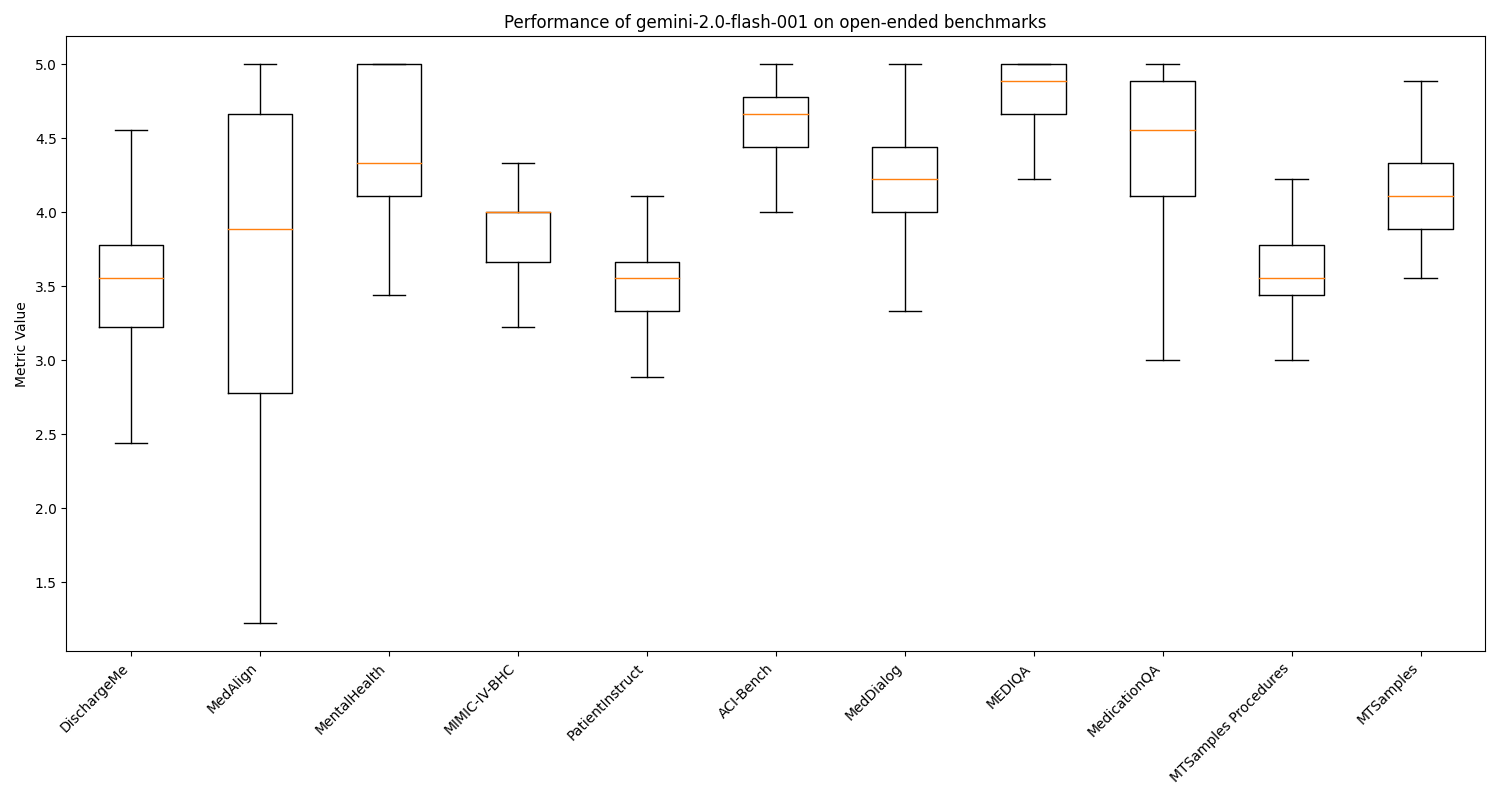 Performance of gemini-2.0-flash-001 on open-ended benchmarks
Metric Value
5.0
4.5
4.0
3.5
3.0
2.5
2.0
1.5
DischargeMe
MedAlign
MentalHealth
MIMIC-IV-BHC
PatientInstruct
ACI-Bench
MedDialog
MEDIQA
MedicationQA
MTSamples Procedures
MTSamples